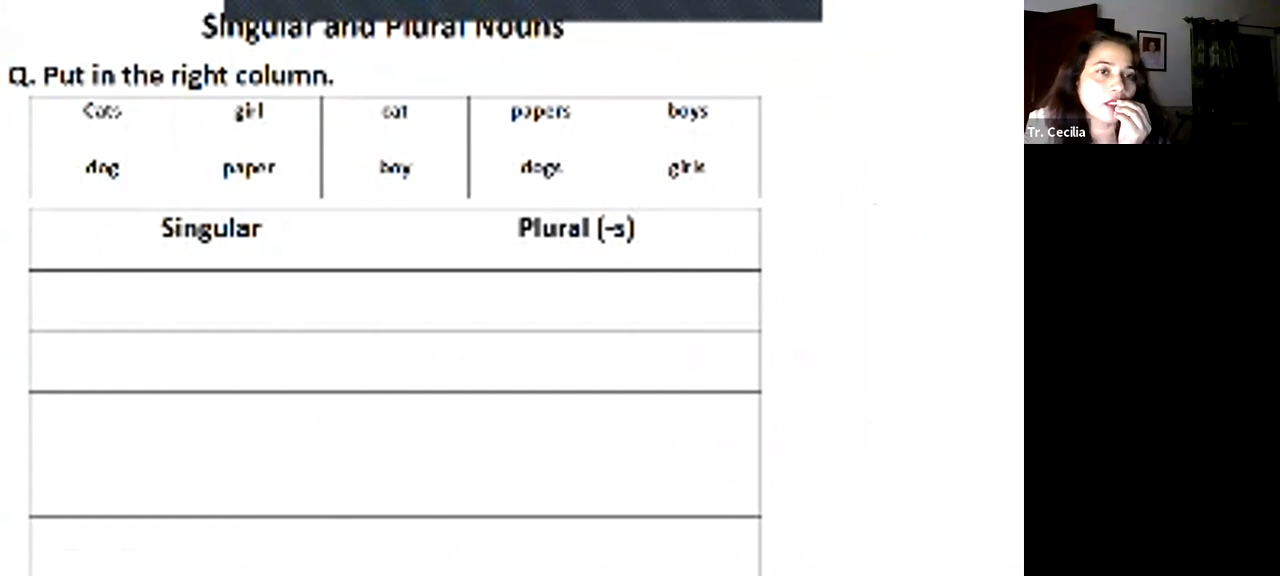 Singular and Plural Nouns
Q. Put in the right column.
Cats girl cat papers boys
dog paper boy dogs girls
Singular Plural (-s)
Tr. Cecilia